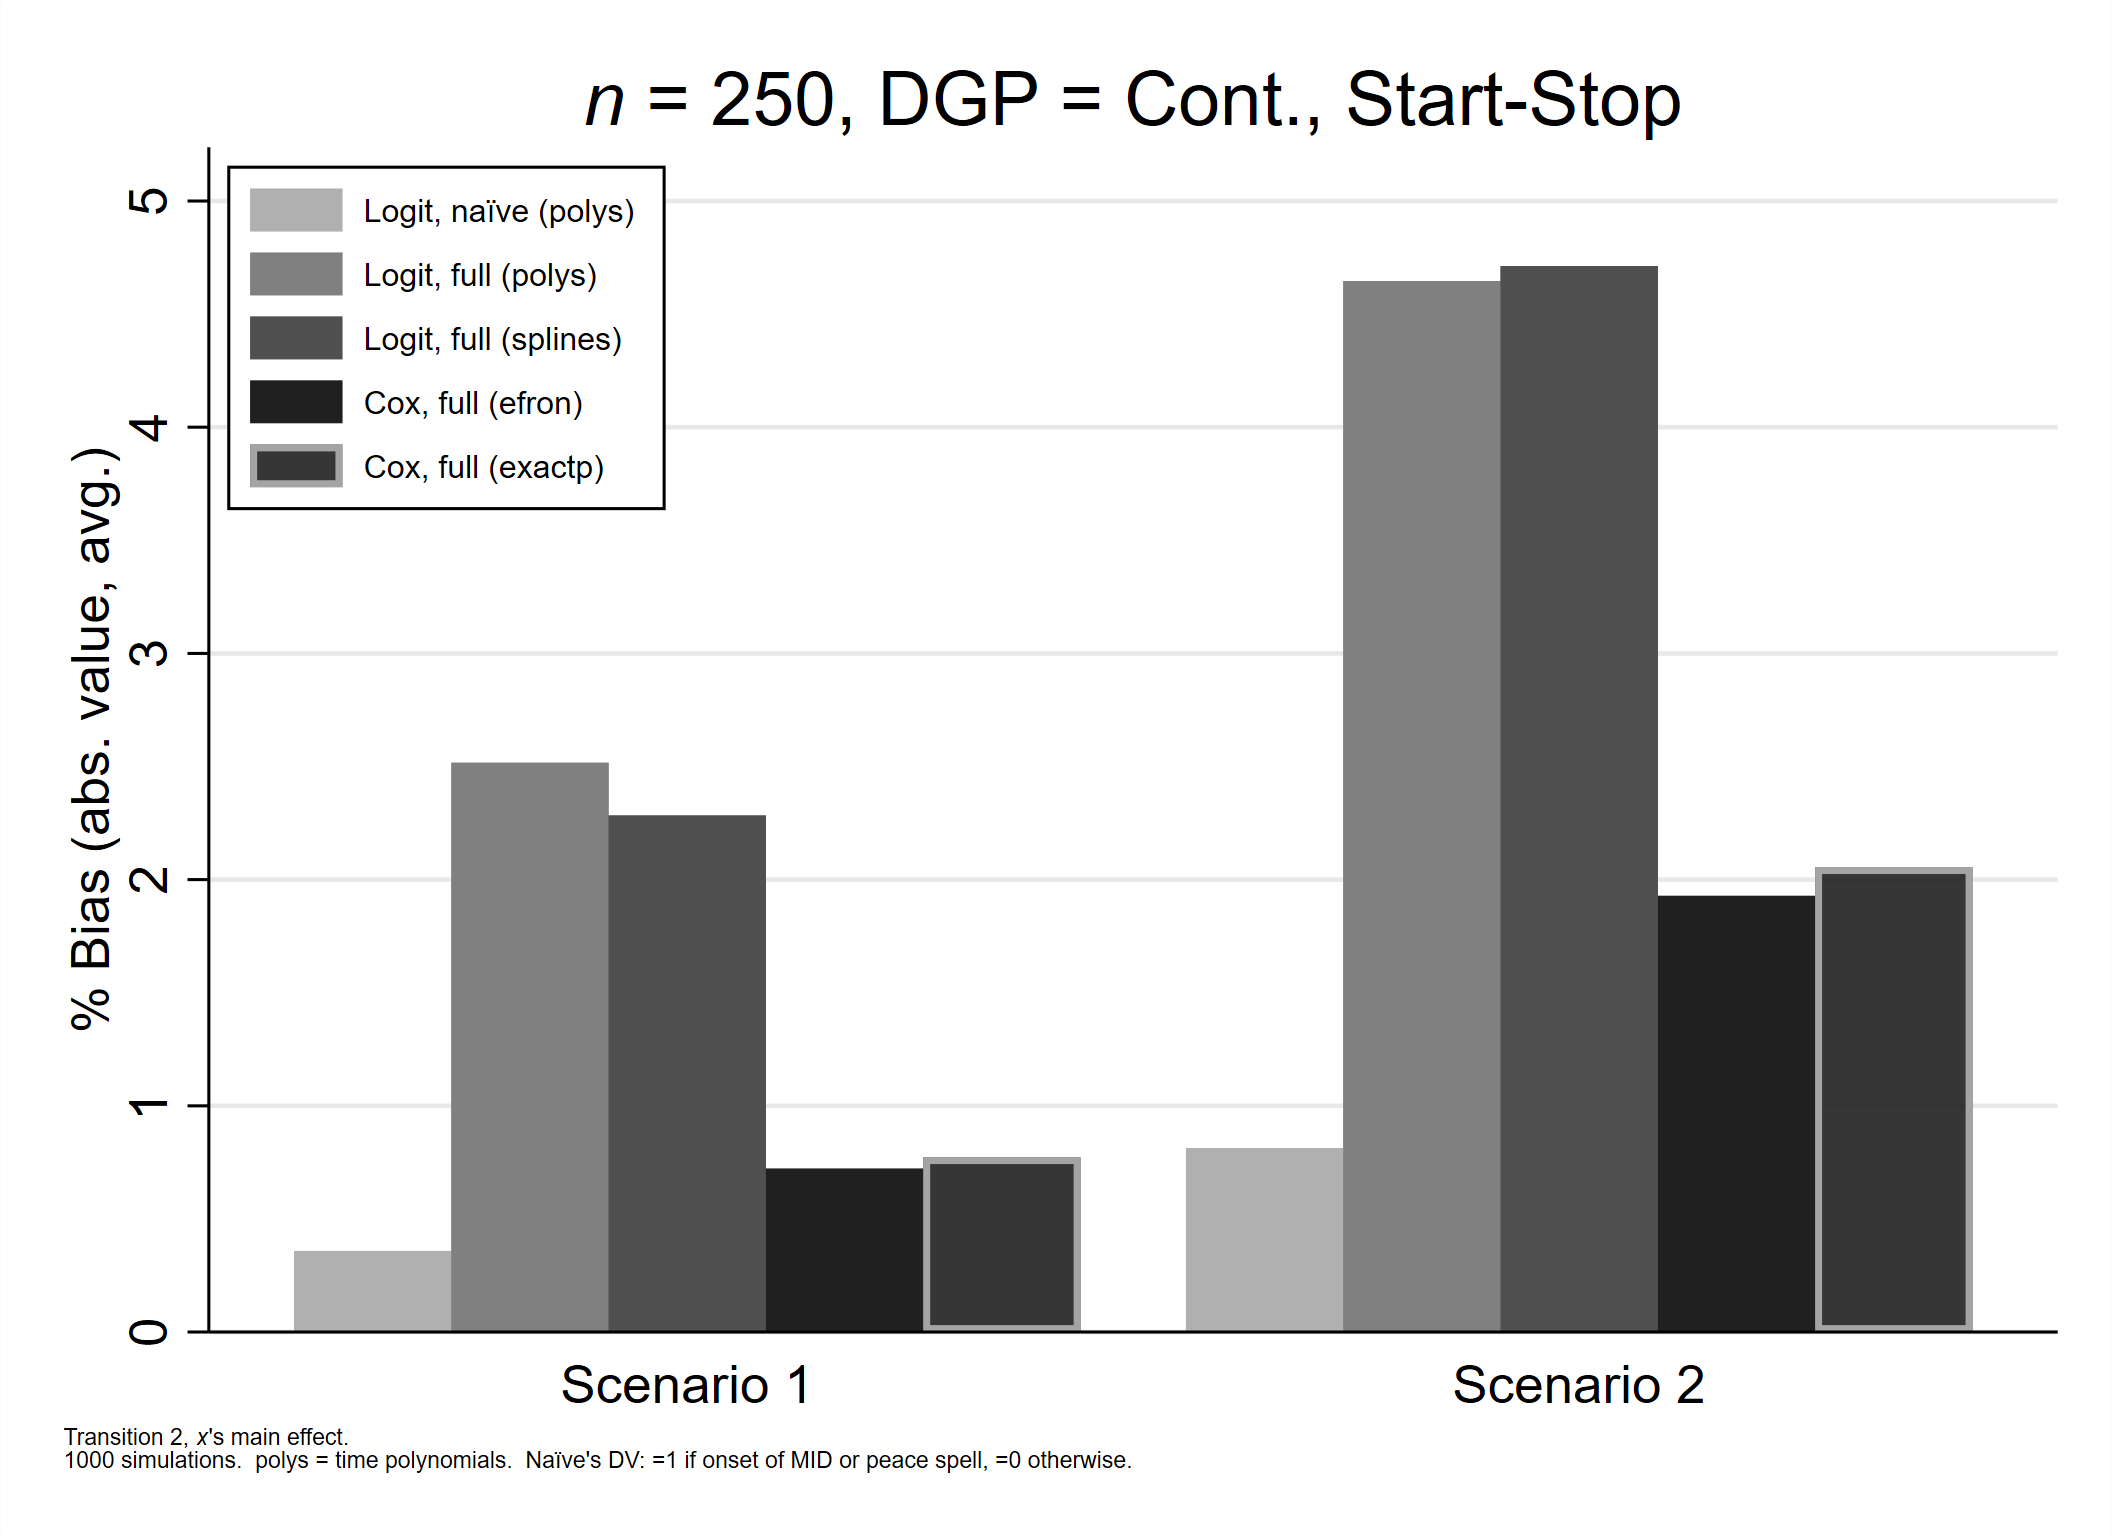 n = 250, DGP = Cont., Start-Stop
Logit, naïve (polys)
Logit, full (polys)
Logit, full (splines)
Cox, full (efron)
Cox, full (exactp)
% Bias (abs. value, avg.)
5
4
3
2
1
0
Scenario 1
Scenario 2
Transition 2, x's main effect.
1000 simulations.  polys = time polynomials.  Naïve's DV: =1 if onset of MID or peace spell, =0 otherwise.